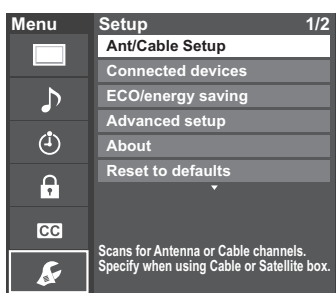 Menu
Setup 1/2
Ant/Cable Setup
Connected devices
ECO/energy saving
Advanced setup
About
Reset to defaults
CC
Scans for Antenna or Cable channels.
Specify when using Cable or Satellite box.